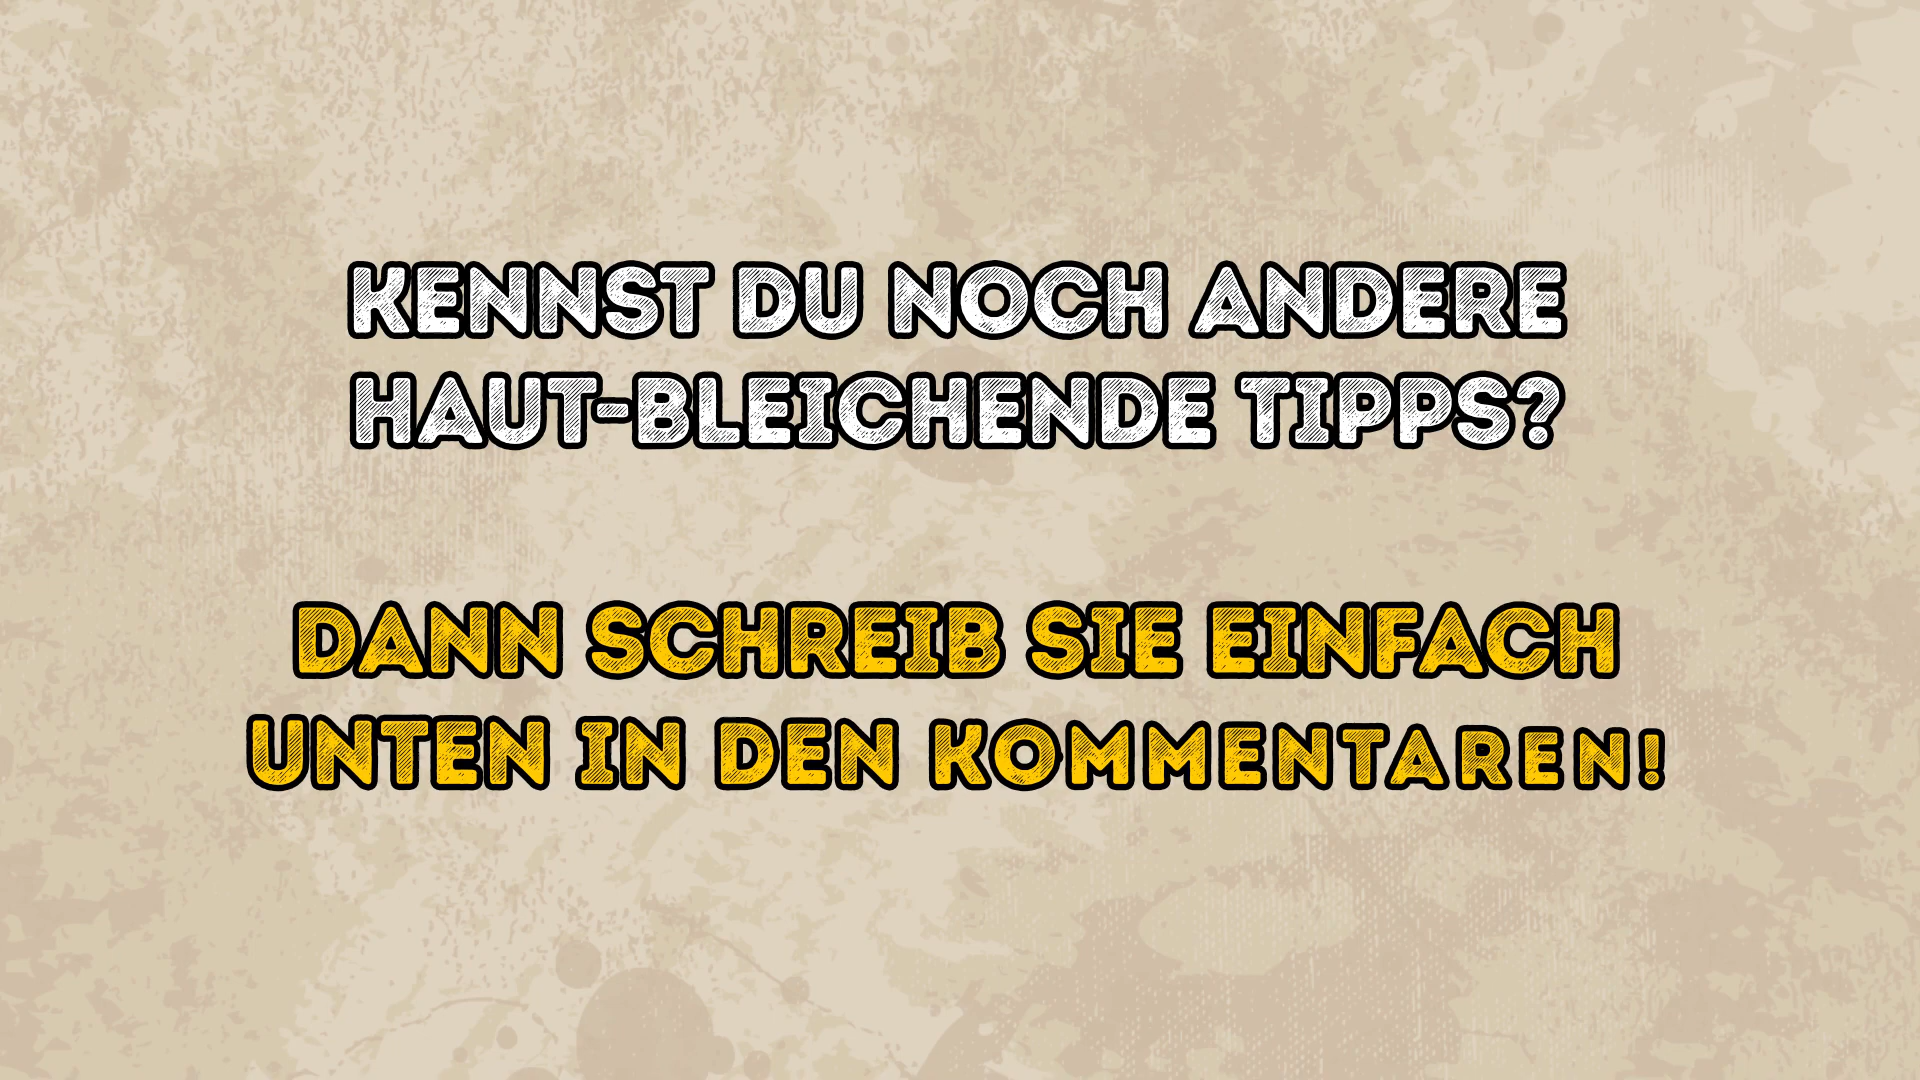 KENNST DU NOCH ANDERE
HAUT-BLEICHENDE TIPPS?
DANN SCHREIB SIE EINFACH
UNTEN IN DEN KOMMENTAREN!